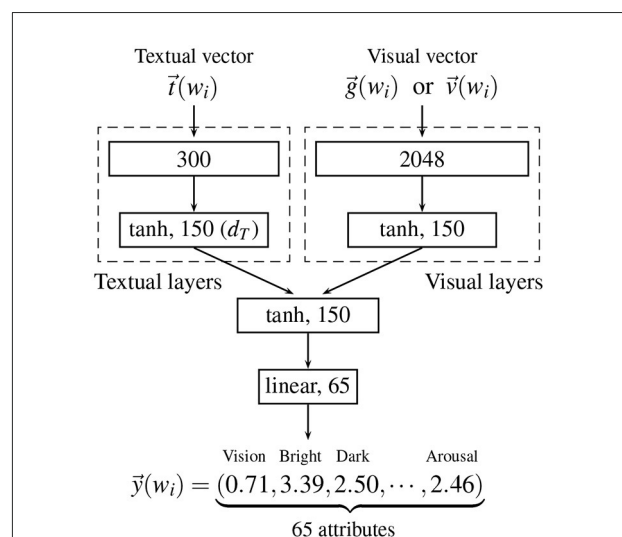 Textual vector
t⃗(wᵢ)
Visual vector
g⃗(wᵢ) or v⃗(wᵢ)
300
2048
tanh, 150 (d_T)
tanh, 150
Textual layers
Visual layers
tanh, 150
linear, 65
Vision Bright Dark Arousal
y⃗(wᵢ) = (0.71, 3.39, 2.50, ⋯, 2.46)
65 attributes